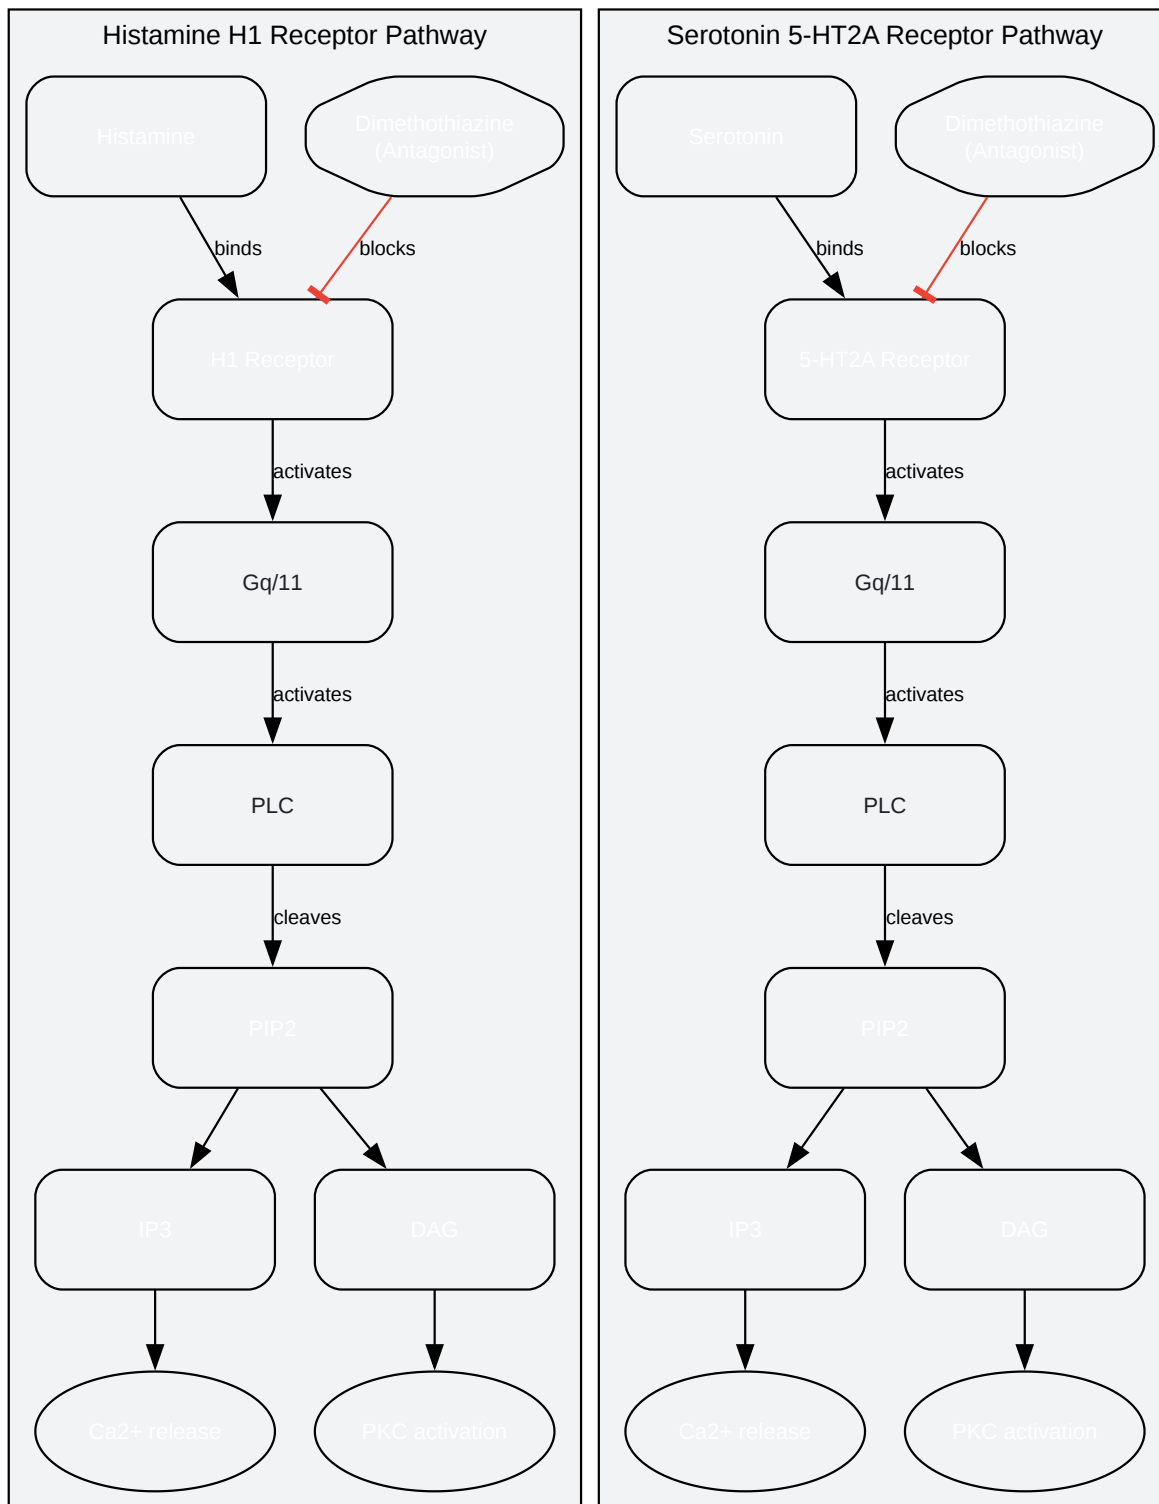 Histamine H1 Receptor Pathway
Histamine
Dimethothiazine
(Antagonist)
binds
blocks
H1 Receptor
activates
Gq/11
activates
PLC
cleaves
PIP2
IP3
DAG
Ca2+ release
PKC activation
Serotonin 5-HT2A Receptor Pathway
Serotonin
Dimethothiazine
(Antagonist)
binds
blocks
5-HT2A Receptor
activates
Gq/11
activates
PLC
cleaves
PIP2
IP3
DAG
Ca2+ release
PKC activation